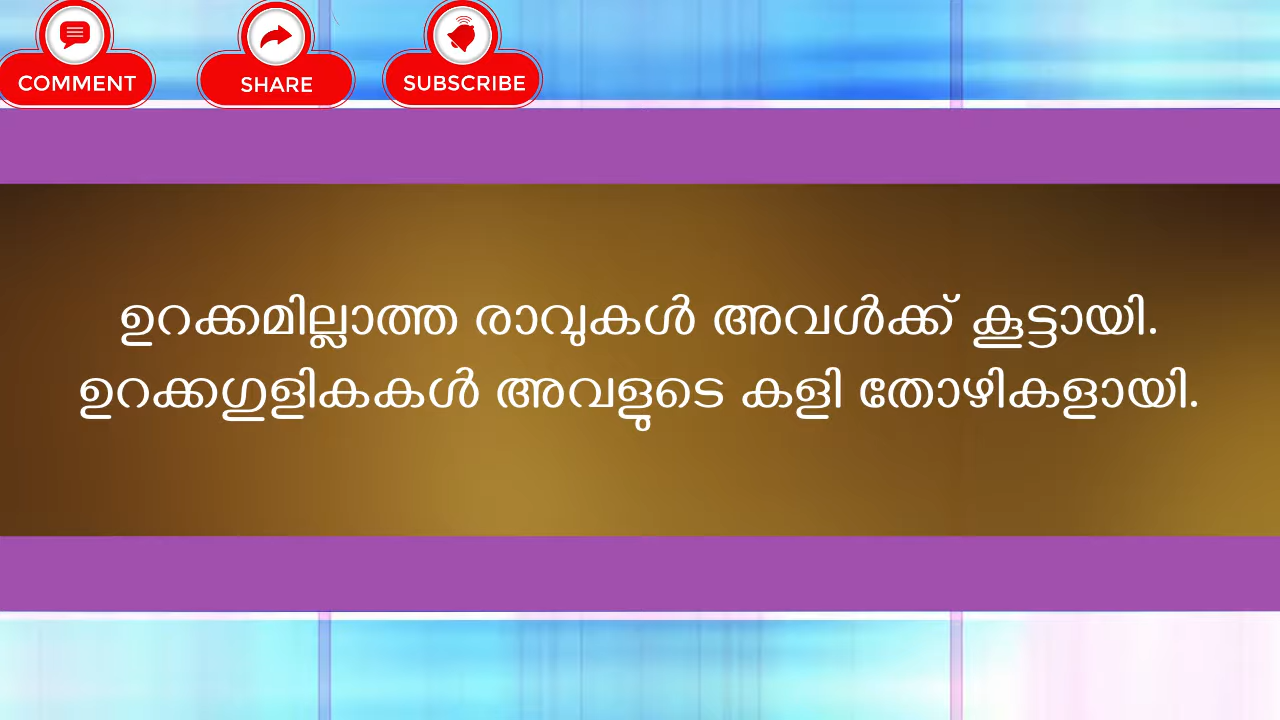 COMMENT SHARE SUBSCRIBE
ഉറക്കമില്ലാത്ത രാവുകൾ അവൾക്ക് കൂട്ടായി.
ഉറക്കഗുളികകൾ അവളുടെ കളി തോഴികളായി.